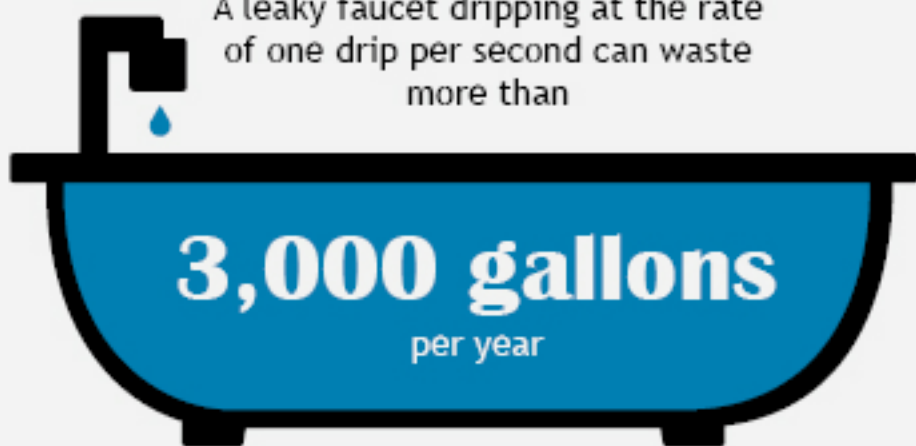 A leaky faucet dripping at the rate
of one drip per second can waste
more than
3,000 gallons
per year